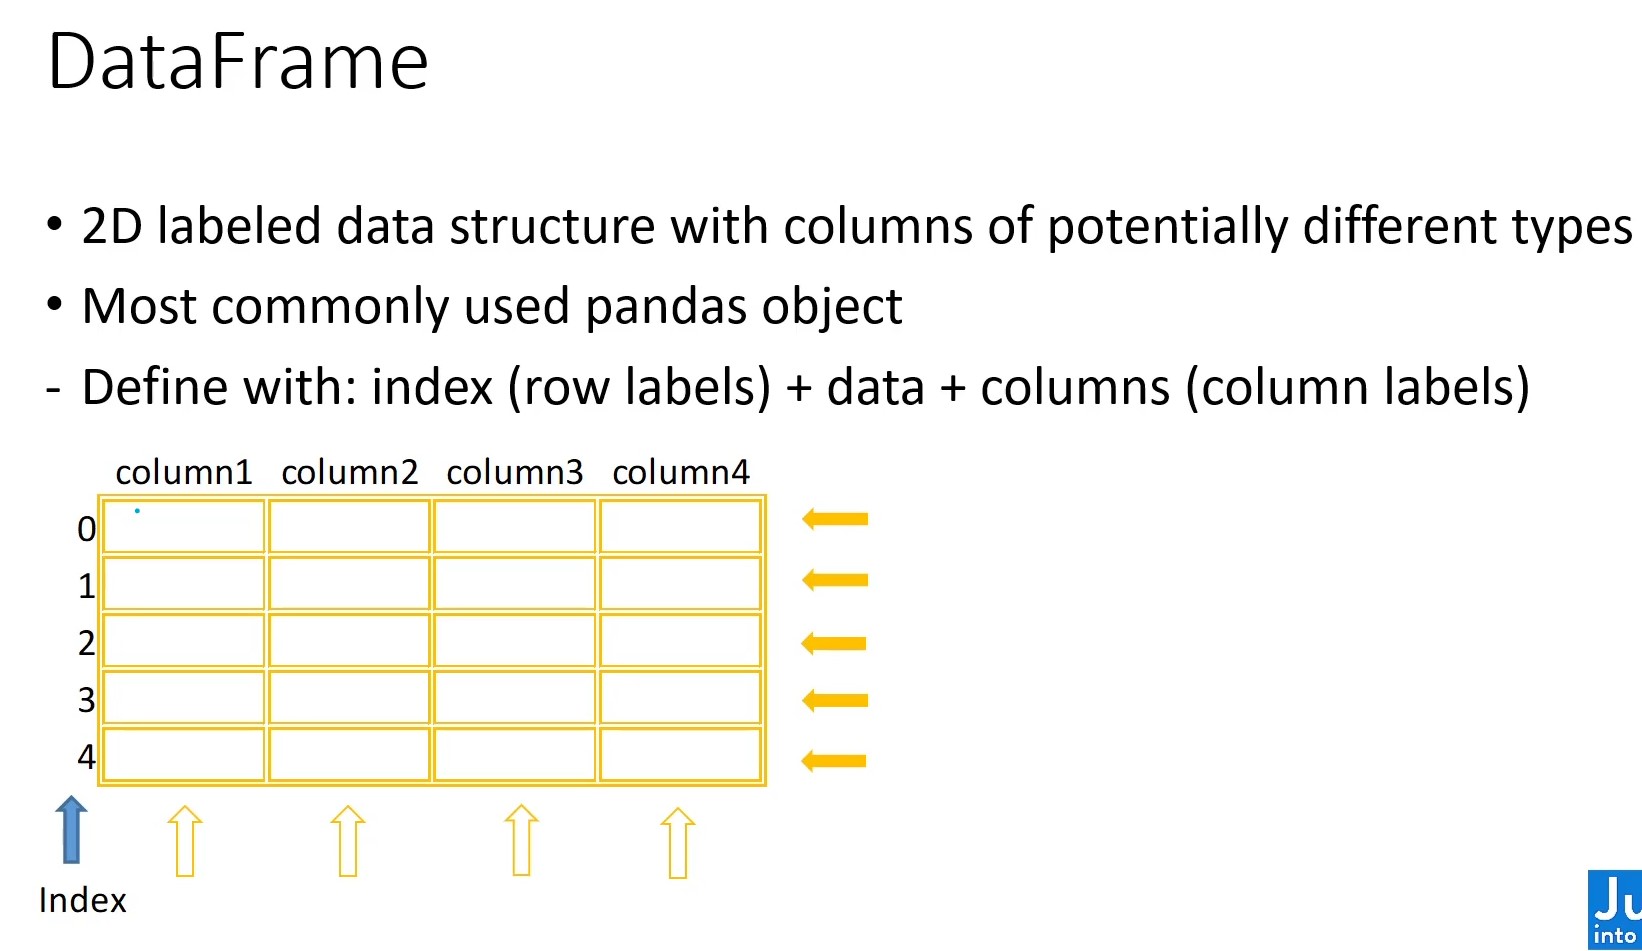 DataFrame
• 2D labeled data structure with columns of potentially different types
• Most commonly used pandas object
- Define with: index (row labels) + data + columns (column labels)
column1 column2 column3 column4
0
1
2
3
4
Index
Ju
into